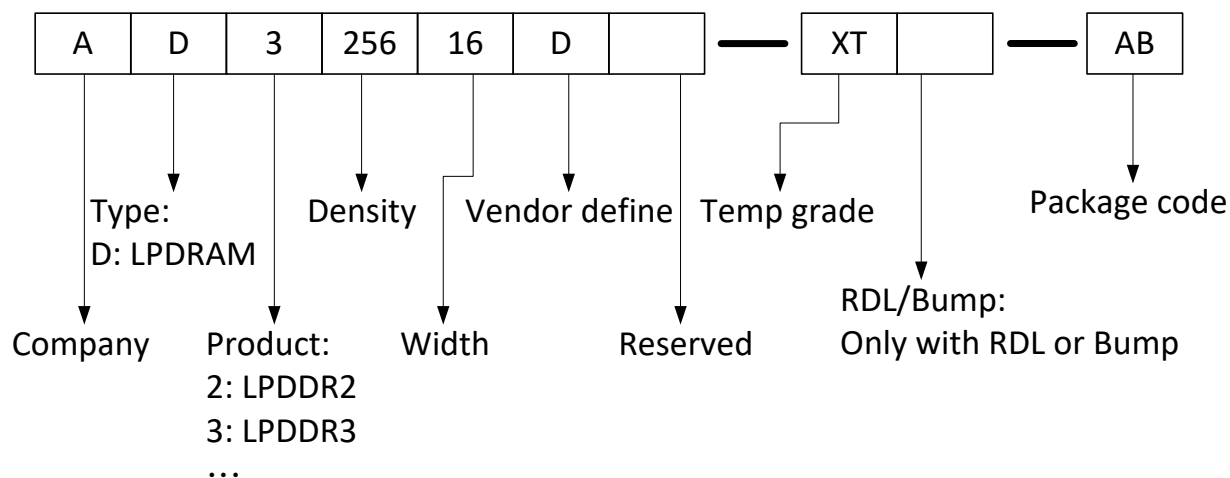 A D 3 256 16 D — XT — AB
Type:
D: LPDRAM
Density
Vendor define
Temp grade
Package code
Company
Product:
2: LPDDR2
3: LPDDR3
...
Width
Reserved
RDL/Bump:
Only with RDL or Bump